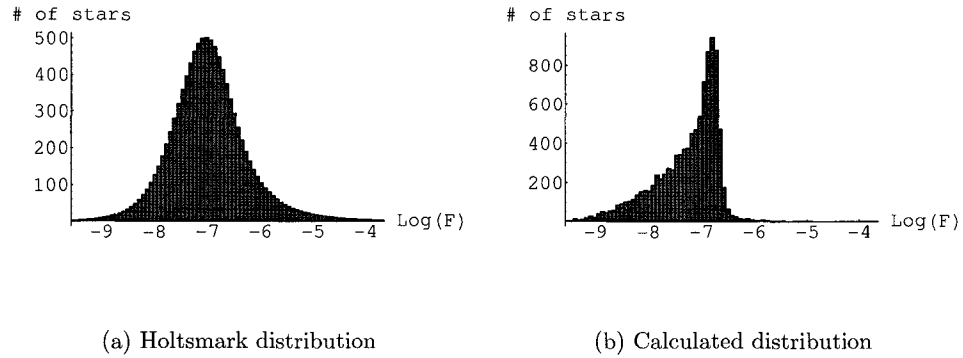 # of stars
500
400
300
200
100
-9 -8 -7 -6 -5 -4 Log(F)
(a) Holtsmark distribution
# of stars
800
600
400
200
-9 -8 -7 -6 -5 -4 Log(F)
(b) Calculated distribution